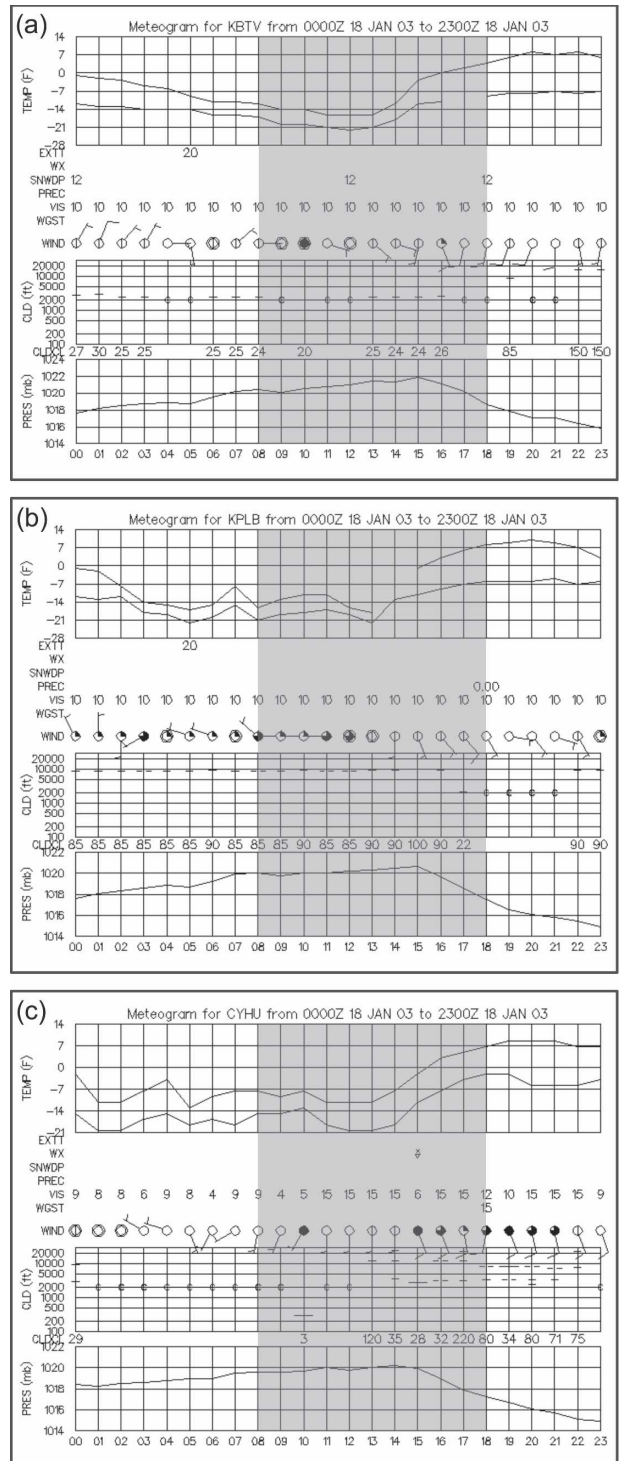 (a)
Meteogram for KBTV from 0000Z 18 JAN 03 to 2300Z 18 JAN 03
14
7
0
-7
-14
-21
-28
TEMP (F)
EXTT 20
WX
SNWDP 12 12 12
PREC
VIS 10 10 10 10 10 10 10 10 10 10 10 10 10 10 10 10 10 10 10 10 10 10 10 10
WGST
WIND
20000
10000
5000
2000
1000
500
200
100
CLD (ft)
CLDCL 27 30 25 25 25 25 24 20 25 24 24 26 85 150 150
1024
1022
1020
1018
1016
1014
PRES (mb)
00 01 02 03 04 05 06 07 08 09 10 11 12 13 14 15 16 17 18 19 20 21 22 23
(b)
Meteogram for KPLB from 0000Z 18 JAN 03 to 2300Z 18 JAN 03
14
7
0
-7
-14
-21
-28
TEMP (F)
EXTT 20
WX
SNWDP
PREC 0.00
VIS 10 10 10 10 10 10 10 10 10 10 10 10 10 10 10 10 10 10 10 10 10 10 10 10
WGST
WIND
20000
10000
5000
2000
1000
500
200
100
CLD (ft)
CLDCL 85 85 85 85 85 85 90 85 85 85 90 85 85 90 90 100 90 22 90 90
1022
1020
1018
1016
1014
PRES (mb)
00 01 02 03 04 05 06 07 08 09 10 11 12 13 14 15 16 17 18 19 20 21 22 23
(c)
Meteogram for CYHU from 0000Z 18 JAN 03 to 2300Z 18 JAN 03
14
7
0
-7
-14
-21
TEMP (F)
EXTT
WX
SNWDP
PREC
VIS 9 8 8 6 9 8 4 9 9 4 5 15 15 15 15 6 15 15 12 10 15 15 15 9
WGST 15
WIND
20000
10000
5000
2000
1000
500
200
100
CLD (ft)
CLDCL 29 3 120 35 28 32 220 80 34 80 71 75
1022
1020
1018
1016
1014
PRES (mb)
00 01 02 03 04 05 06 07 08 09 10 11 12 13 14 15 16 17 18 19 20 21 22 23